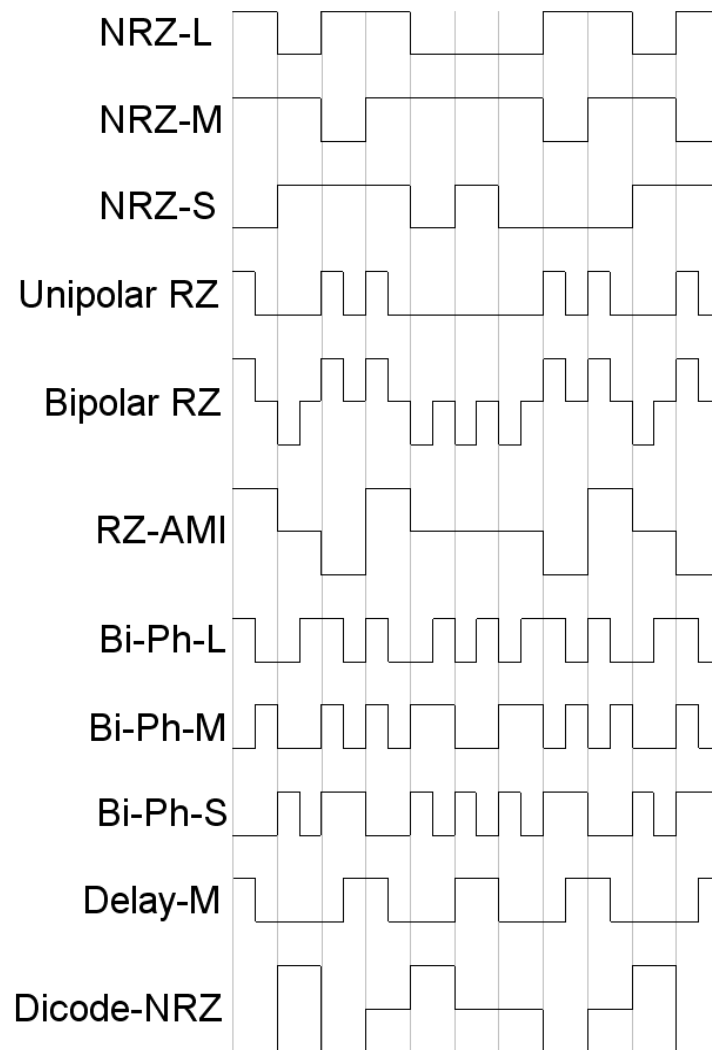 NRZ-L
NRZ-M
NRZ-S
Unipolar RZ
Bipolar RZ
RZ-AMI
Bi-Ph-L
Bi-Ph-M
Bi-Ph-S
Delay-M
Dicode-NRZ